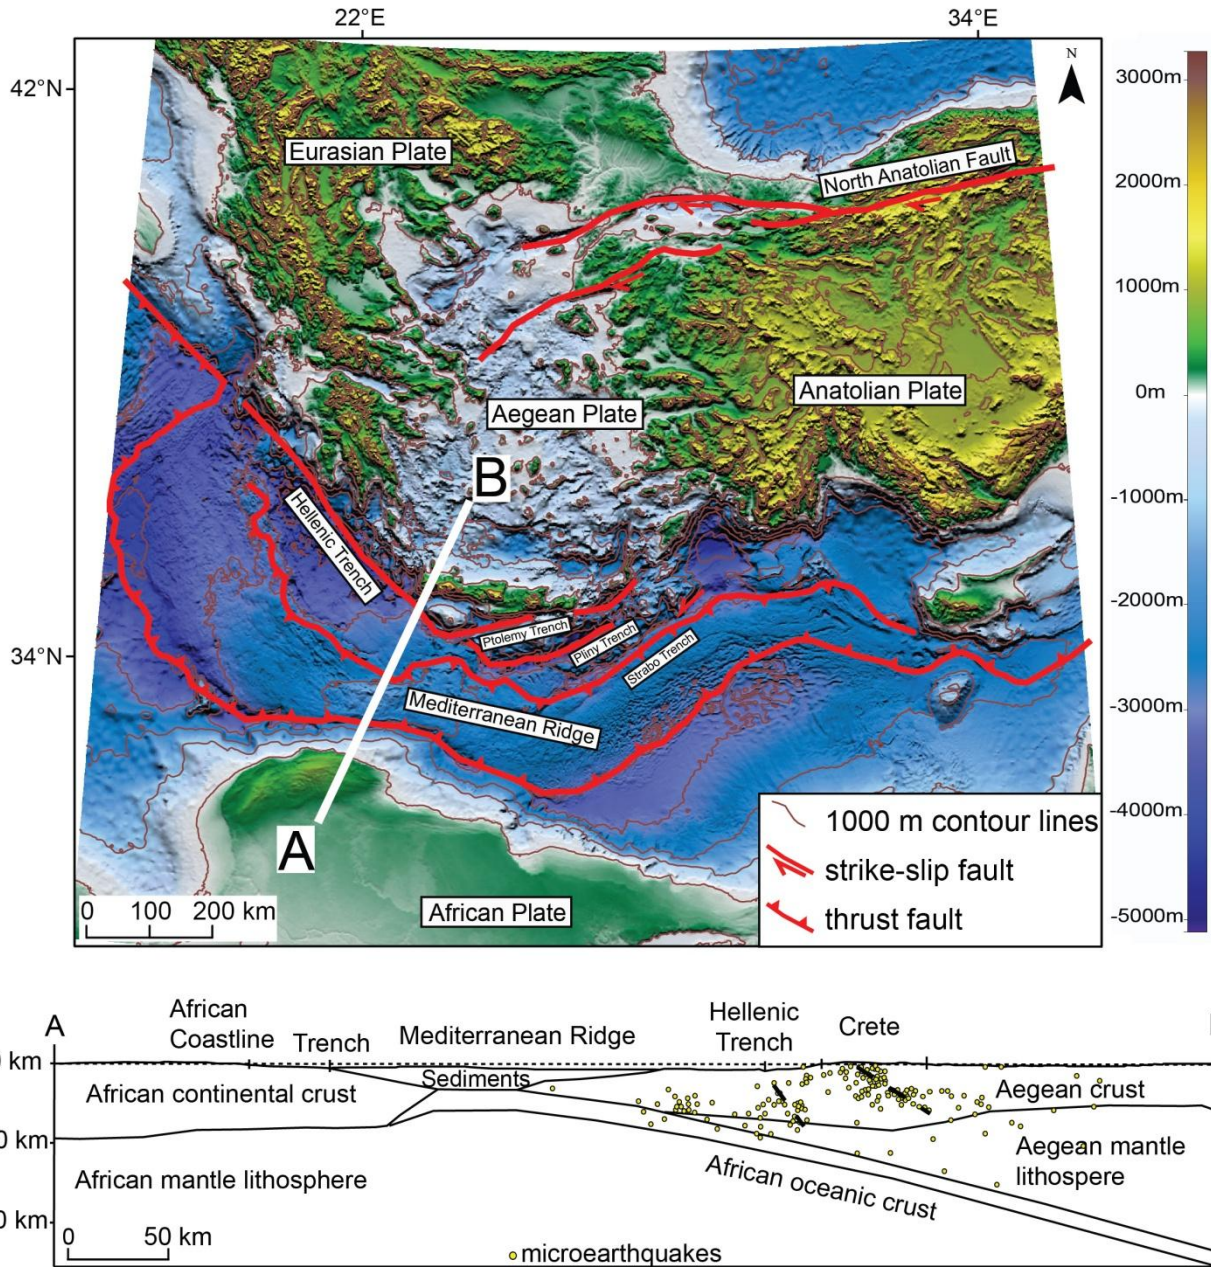 22°E
34°E
42°N
N
3000m
Eurasian Plate
North Anatolian Fault
2000m
1000m
Anatolian Plate
0m
Aegean Plate
B
-1000m
Hellenic Trench
-2000m
Ptolemy Trench
Pliny Trench
34°N
Strabo Trench
-3000m
Mediterranean Ridge
-4000m
A
1000 m contour lines
strike-slip fault
thrust fault
0 100 200 km
African Plate
-5000m
A
African
Coastline
Trench
Mediterranean Ridge
Hellenic
Trench
Crete
0 km
Sediments
African continental crust
Aegean crust
0 km
Aegean mantle
lithospere
African mantle lithosphere
African oceanic crust
0 km
0 50 km
microearthquakes